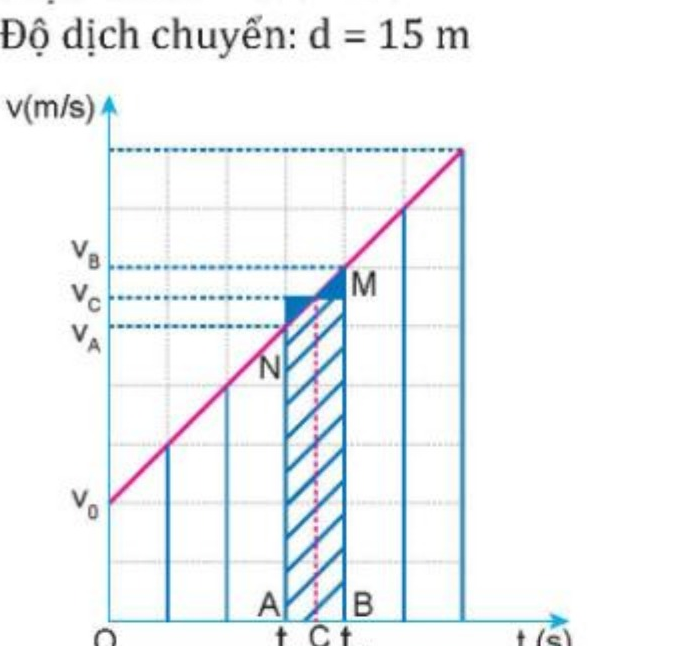 Độ dịch chuyển: d = 15 m
v(m/s)
v_B
v_C
M
v_A
N
v_0
A B
O t C t t (s)